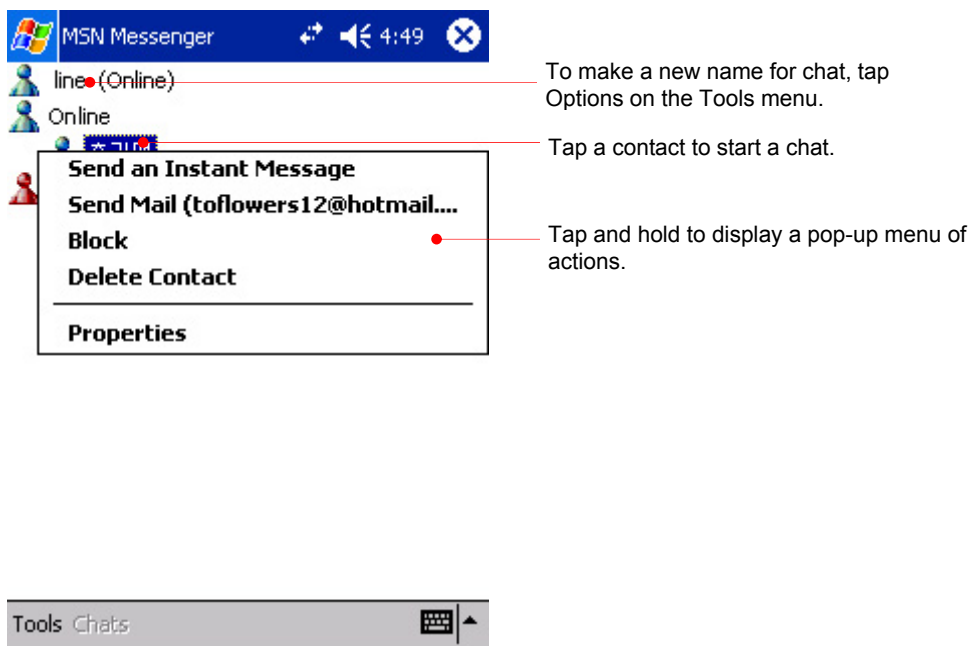 MSN Messenger 4:49
line (Online)
To make a new name for chat, tap
Options on the Tools menu.
Online
Tap a contact to start a chat.
Send an Instant Message
Send Mail (toflowers12@hotmail....
Block
Delete Contact
Properties
Tap and hold to display a pop-up menu of
actions.
Tools Chats